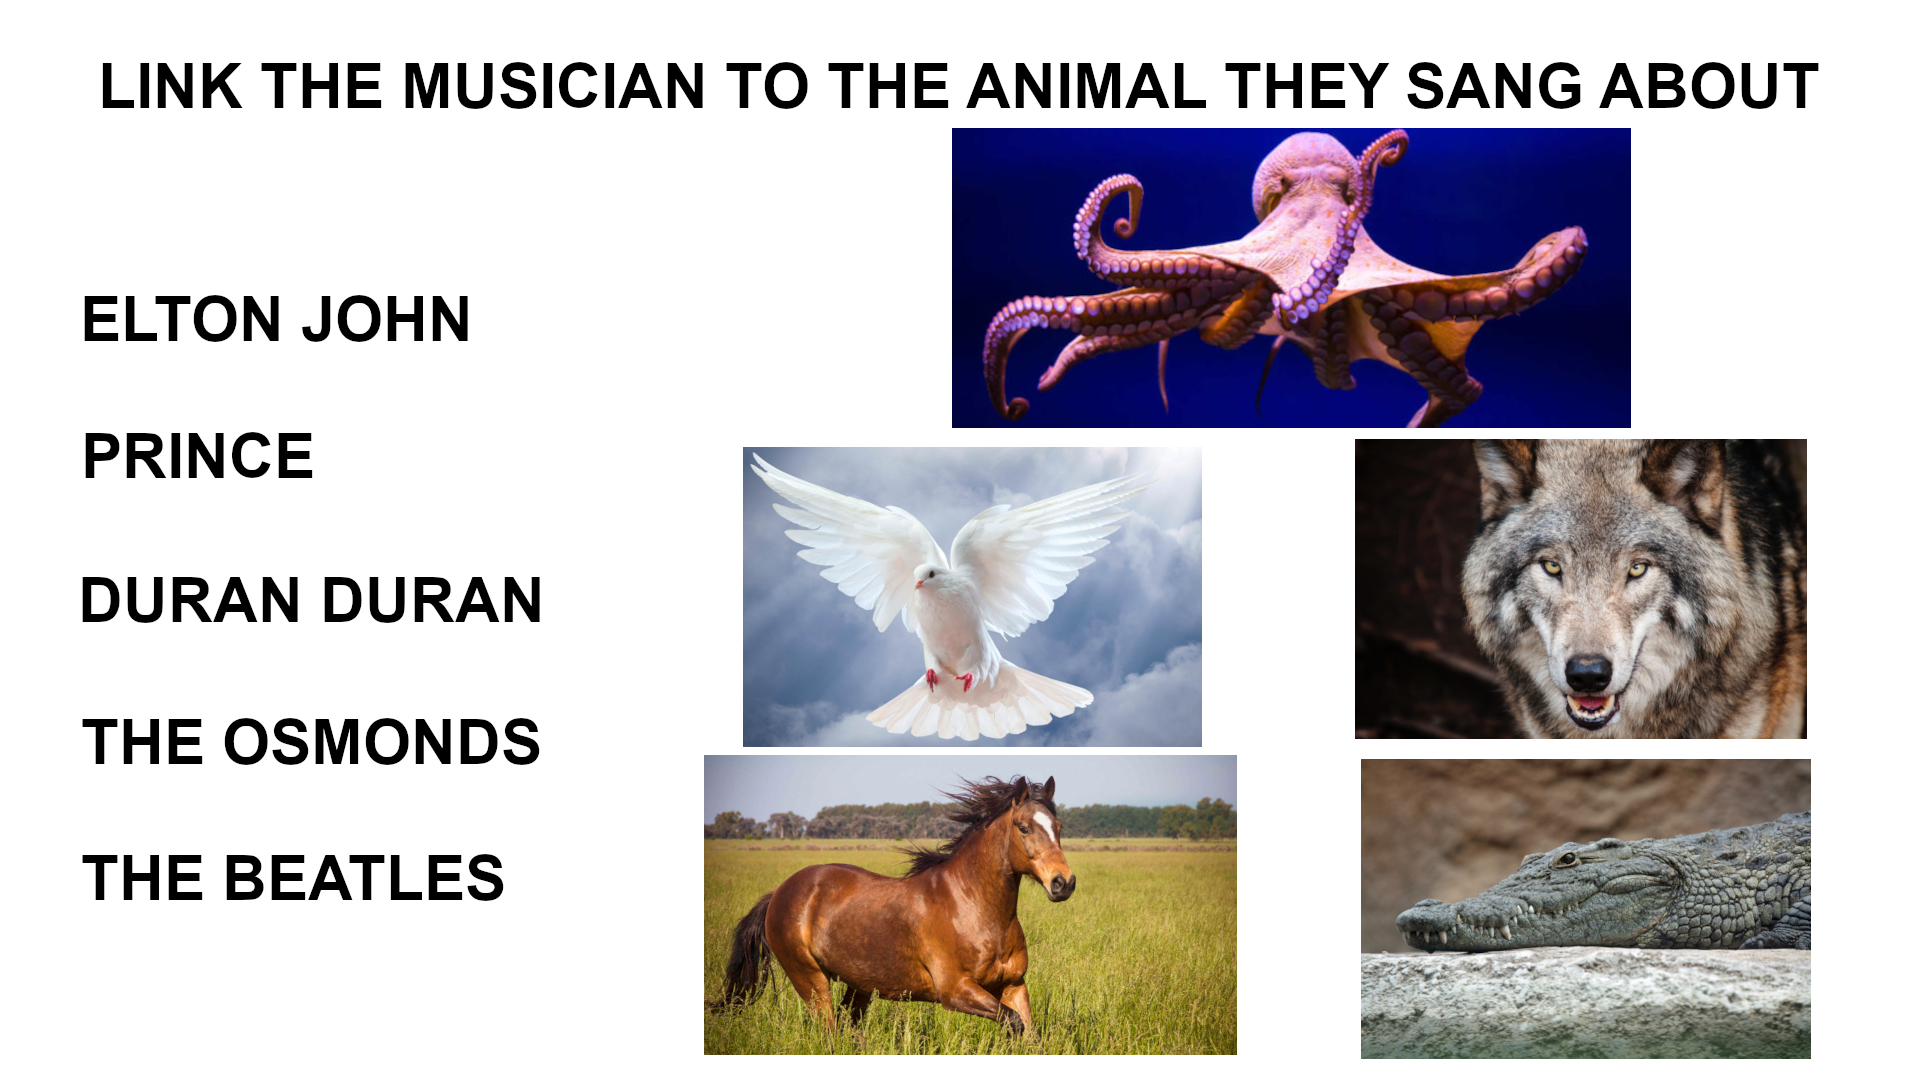 LINK THE MUSICIAN TO THE ANIMAL THEY SANG ABOUT
ELTON JOHN
PRINCE
DURAN DURAN
THE OSMONDS
THE BEATLES